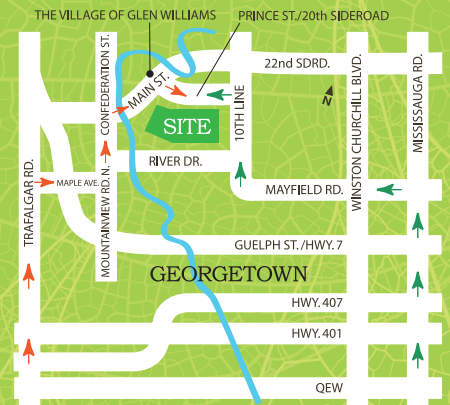 THE VILLAGE OF GLEN WILLIAMS
PRINCE ST./20th SIDEROAD
CONFEDERATION ST.
MAIN ST.
22nd SDRD.
WINSTON CHURCHILL BLVD.
MISSISSAUGA RD.
10TH LINE
N
SITE
RIVER DR.
TRAFALGAR RD.
MAPLE AVE.
MOUNTAINVIEW RD. N.
MAYFIELD RD.
GUELPH ST./HWY. 7
GEORGETOWN
HWY. 407
HWY. 401
QEW